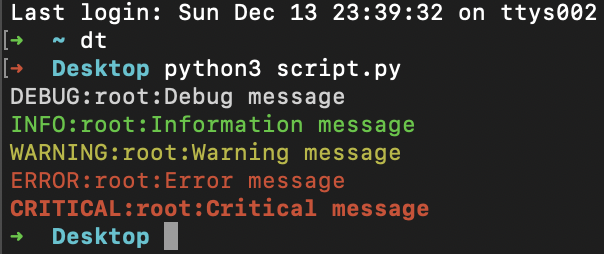 Last login: Sun Dec 13 23:39:32 on ttys002
[➜  ~ dt
[➜  Desktop python3 script.py
DEBUG:root:Debug message
INFO:root:Information message
WARNING:root:Warning message
ERROR:root:Error message
CRITICAL:root:Critical message
➜  Desktop